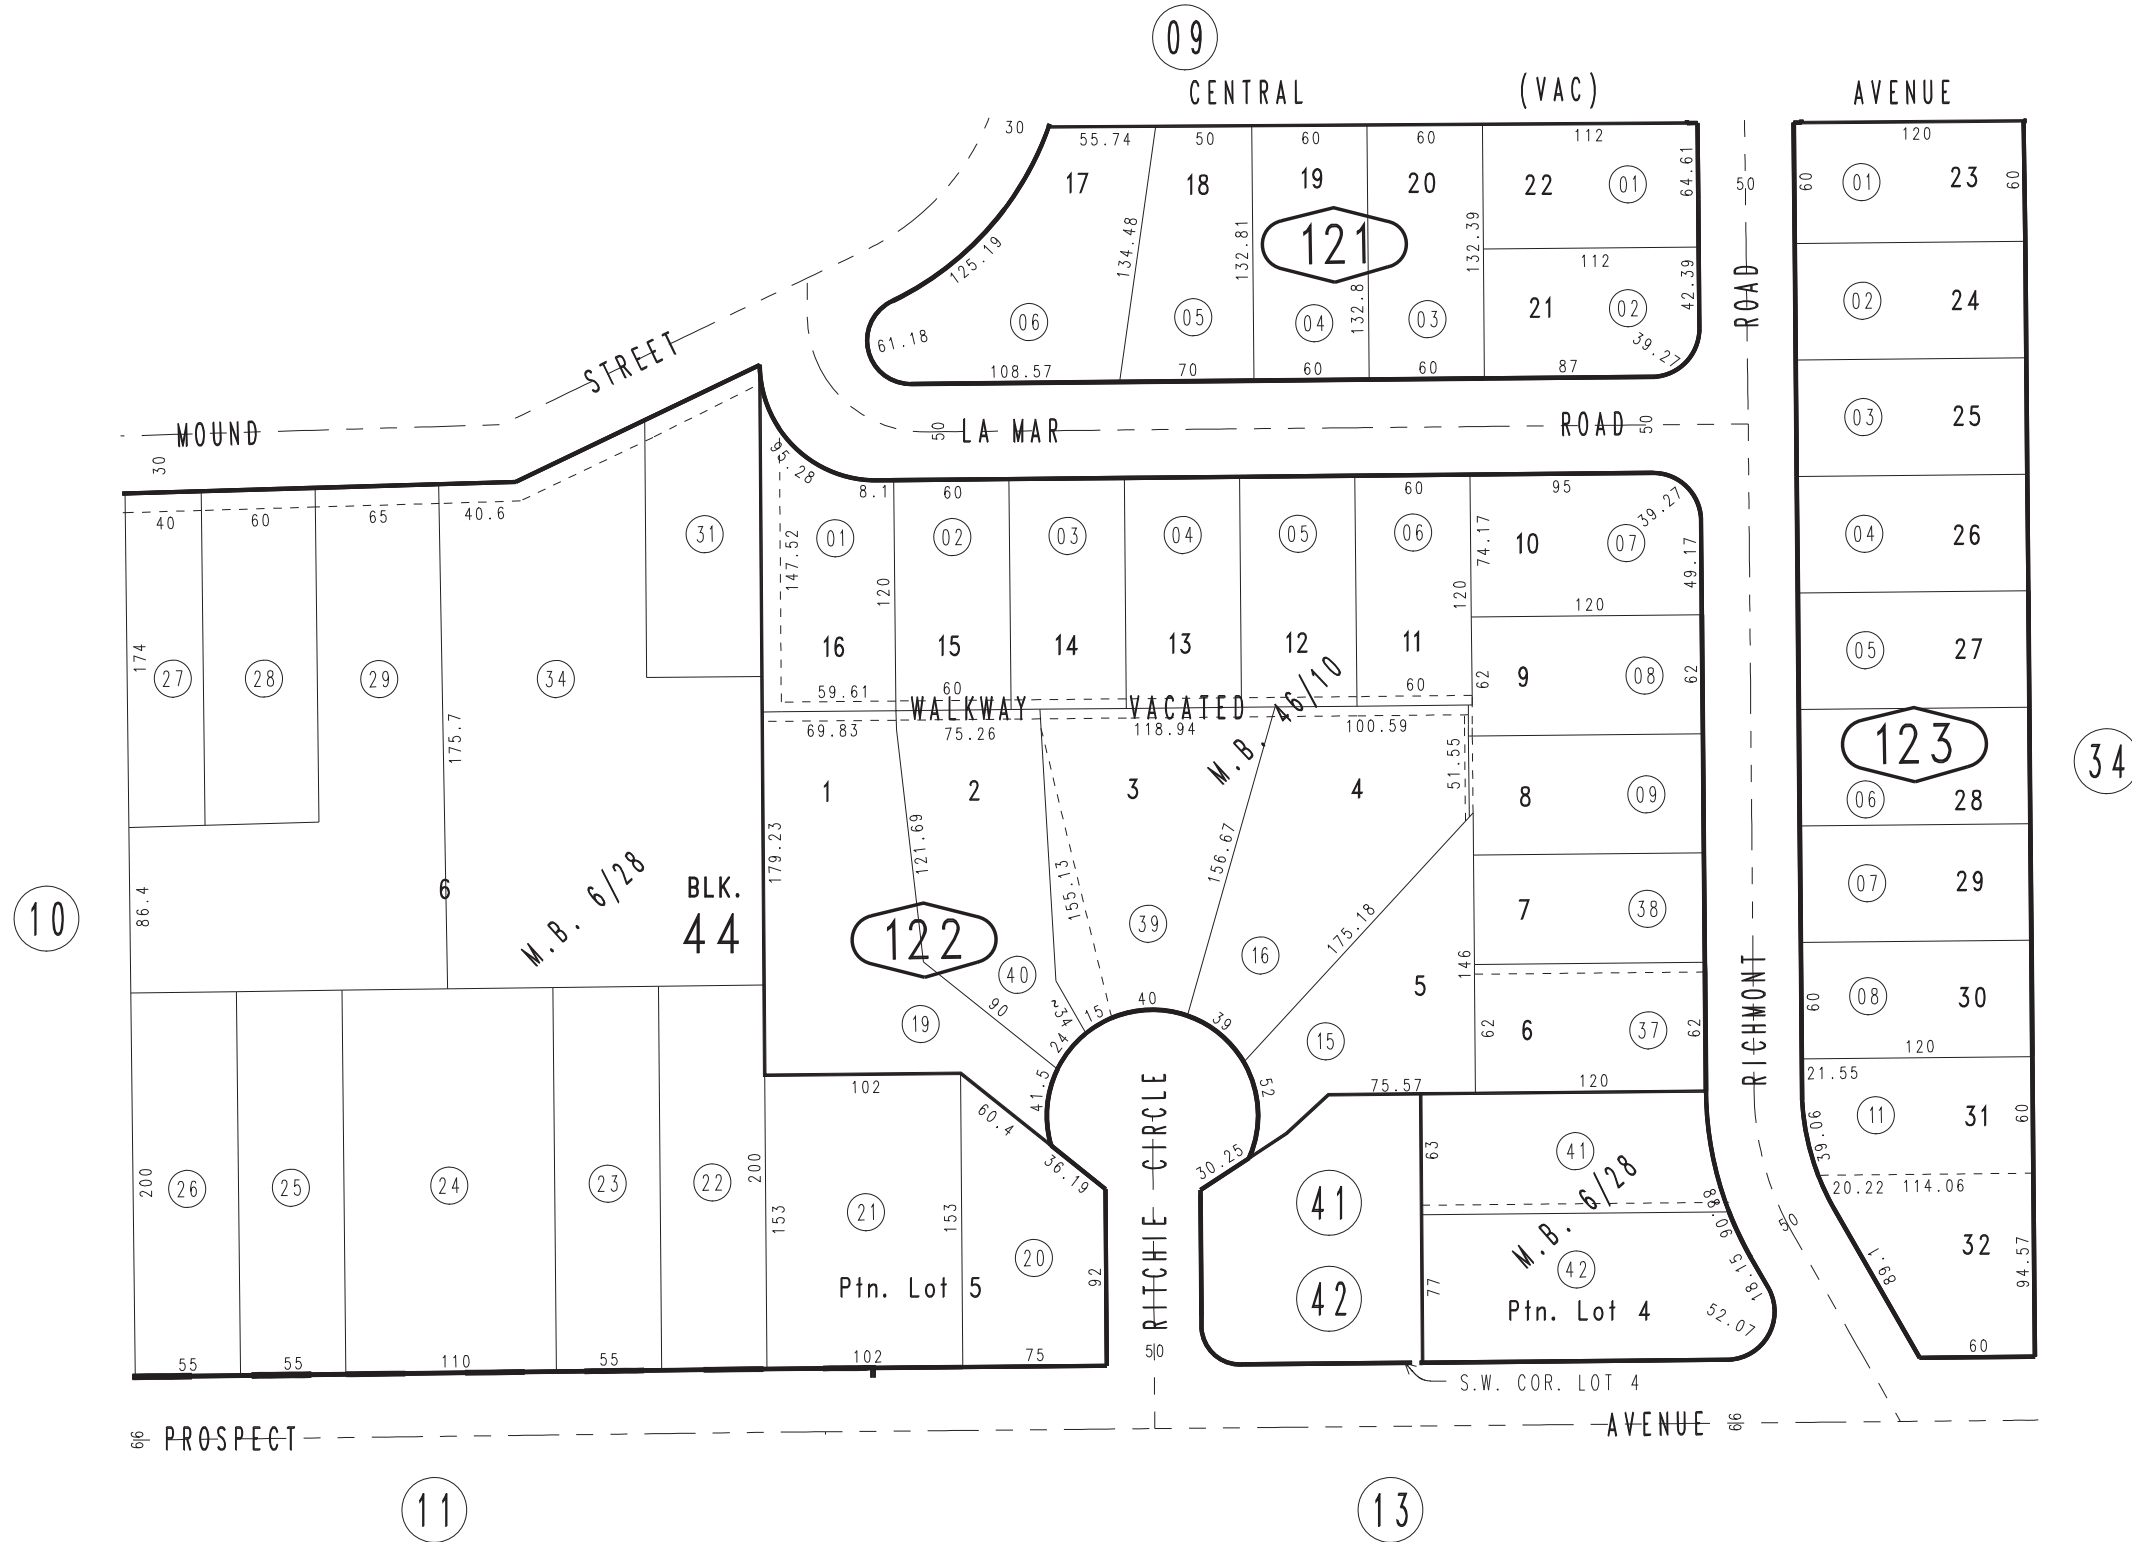 09
CENTRAL (VAC) AVENUE
30 55.74 50 60 60 112 120
17 18 19 20 22 01 64.61 50 60 01 23 60
125.19 134.48 132.81 121 132.39
112
06 05 04 132.8 03 21 02 42.39 ROAD 02 24
61.18 39.27
108.57 70 60 60 87
STREET
MOUND 50 LA MAR ROAD 50 03 25
30
95.28 8.1 60 60 95 39.27
40 60 65 40.6
31 147.52 01 02 03 04 05 06 74.17 10 07 49.17 04 26
120 120 120
174 27 28 29 34 16 15 14 13 12 11 62 9 08 62 05 27
59.61 60 60
WALKWAY VACATED M.B. 46/10
69.83 75.26 118.94 100.59
175.7 51.55 123 34
1 2 3 4 8 09 06 28
179.23 121.69 155.13 156.67
6 M.B. 6/28 BLK.
44
10 86.4 122 39 175.18 7 38 07 29
40 16 146 5 RICHMONT
19 90 ~34 15 40 39 15 62 6 37 62 60 08 30
24 120
102 41.5 52 75.57 120 21.55
60.4 RITCHIE CIRCLE 63 41 39.06 11 31 60
36.19 30.25
200 26 25 24 23 22 200 153 21 153 41 M.B. 6/28 90.88 20.22 114.06
20 50 32
Ptn. Lot 5 92 42 77 42 18.15 89.1 94.57
Ptn. Lot 4 52.07
55 55 110 55 102 75 50 60
S.W. COR. LOT 4
66 PROSPECT AVENUE 66
11 13